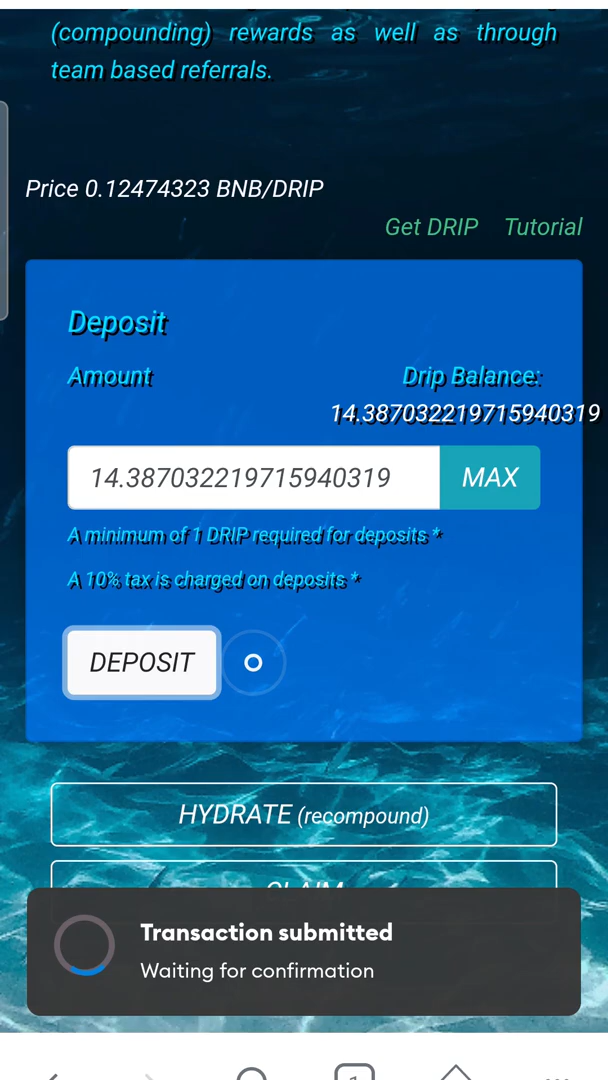 (compounding) rewards as well as through
team based referrals.
Price 0.12474323 BNB/DRIP
Get DRIP Tutorial
Deposit
Amount Drip Balance:
14.387032219715940319
14.387032219715940319 MAX
A minimum of 1 DRIP required for deposits *
A 10% tax is charged on deposits *
DEPOSIT
HYDRATE (recompound)
CLAIM
Transaction submitted
Waiting for confirmation
1